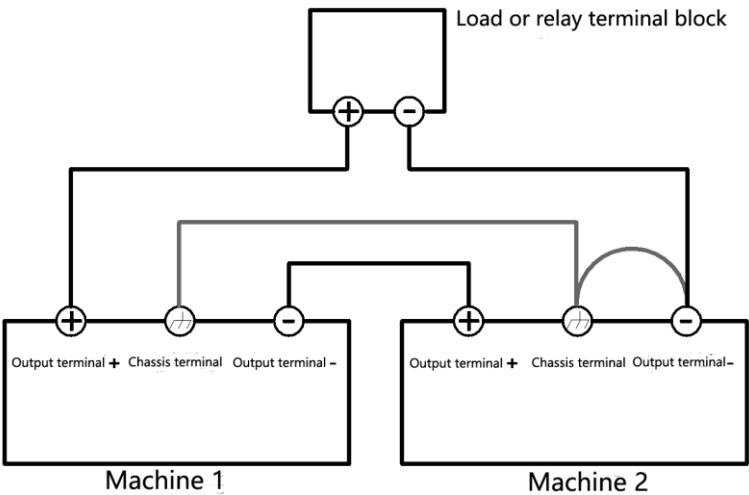 Load or relay terminal block
+ -
+ - + -
Output terminal + Chassis terminal Output terminal - Output terminal + Chassis terminal Output terminal-
Machine 1 Machine 2